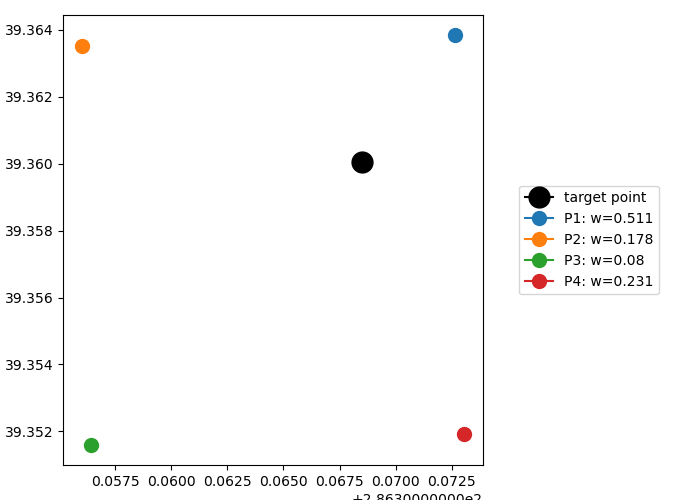 39.364
39.362
39.360
39.358
39.356
39.354
39.352
0.0575 0.0600 0.0625 0.0650 0.0675 0.0700 0.0725
+2.8630000000e2
target point
P1: w=0.511
P2: w=0.178
P3: w=0.08
P4: w=0.231